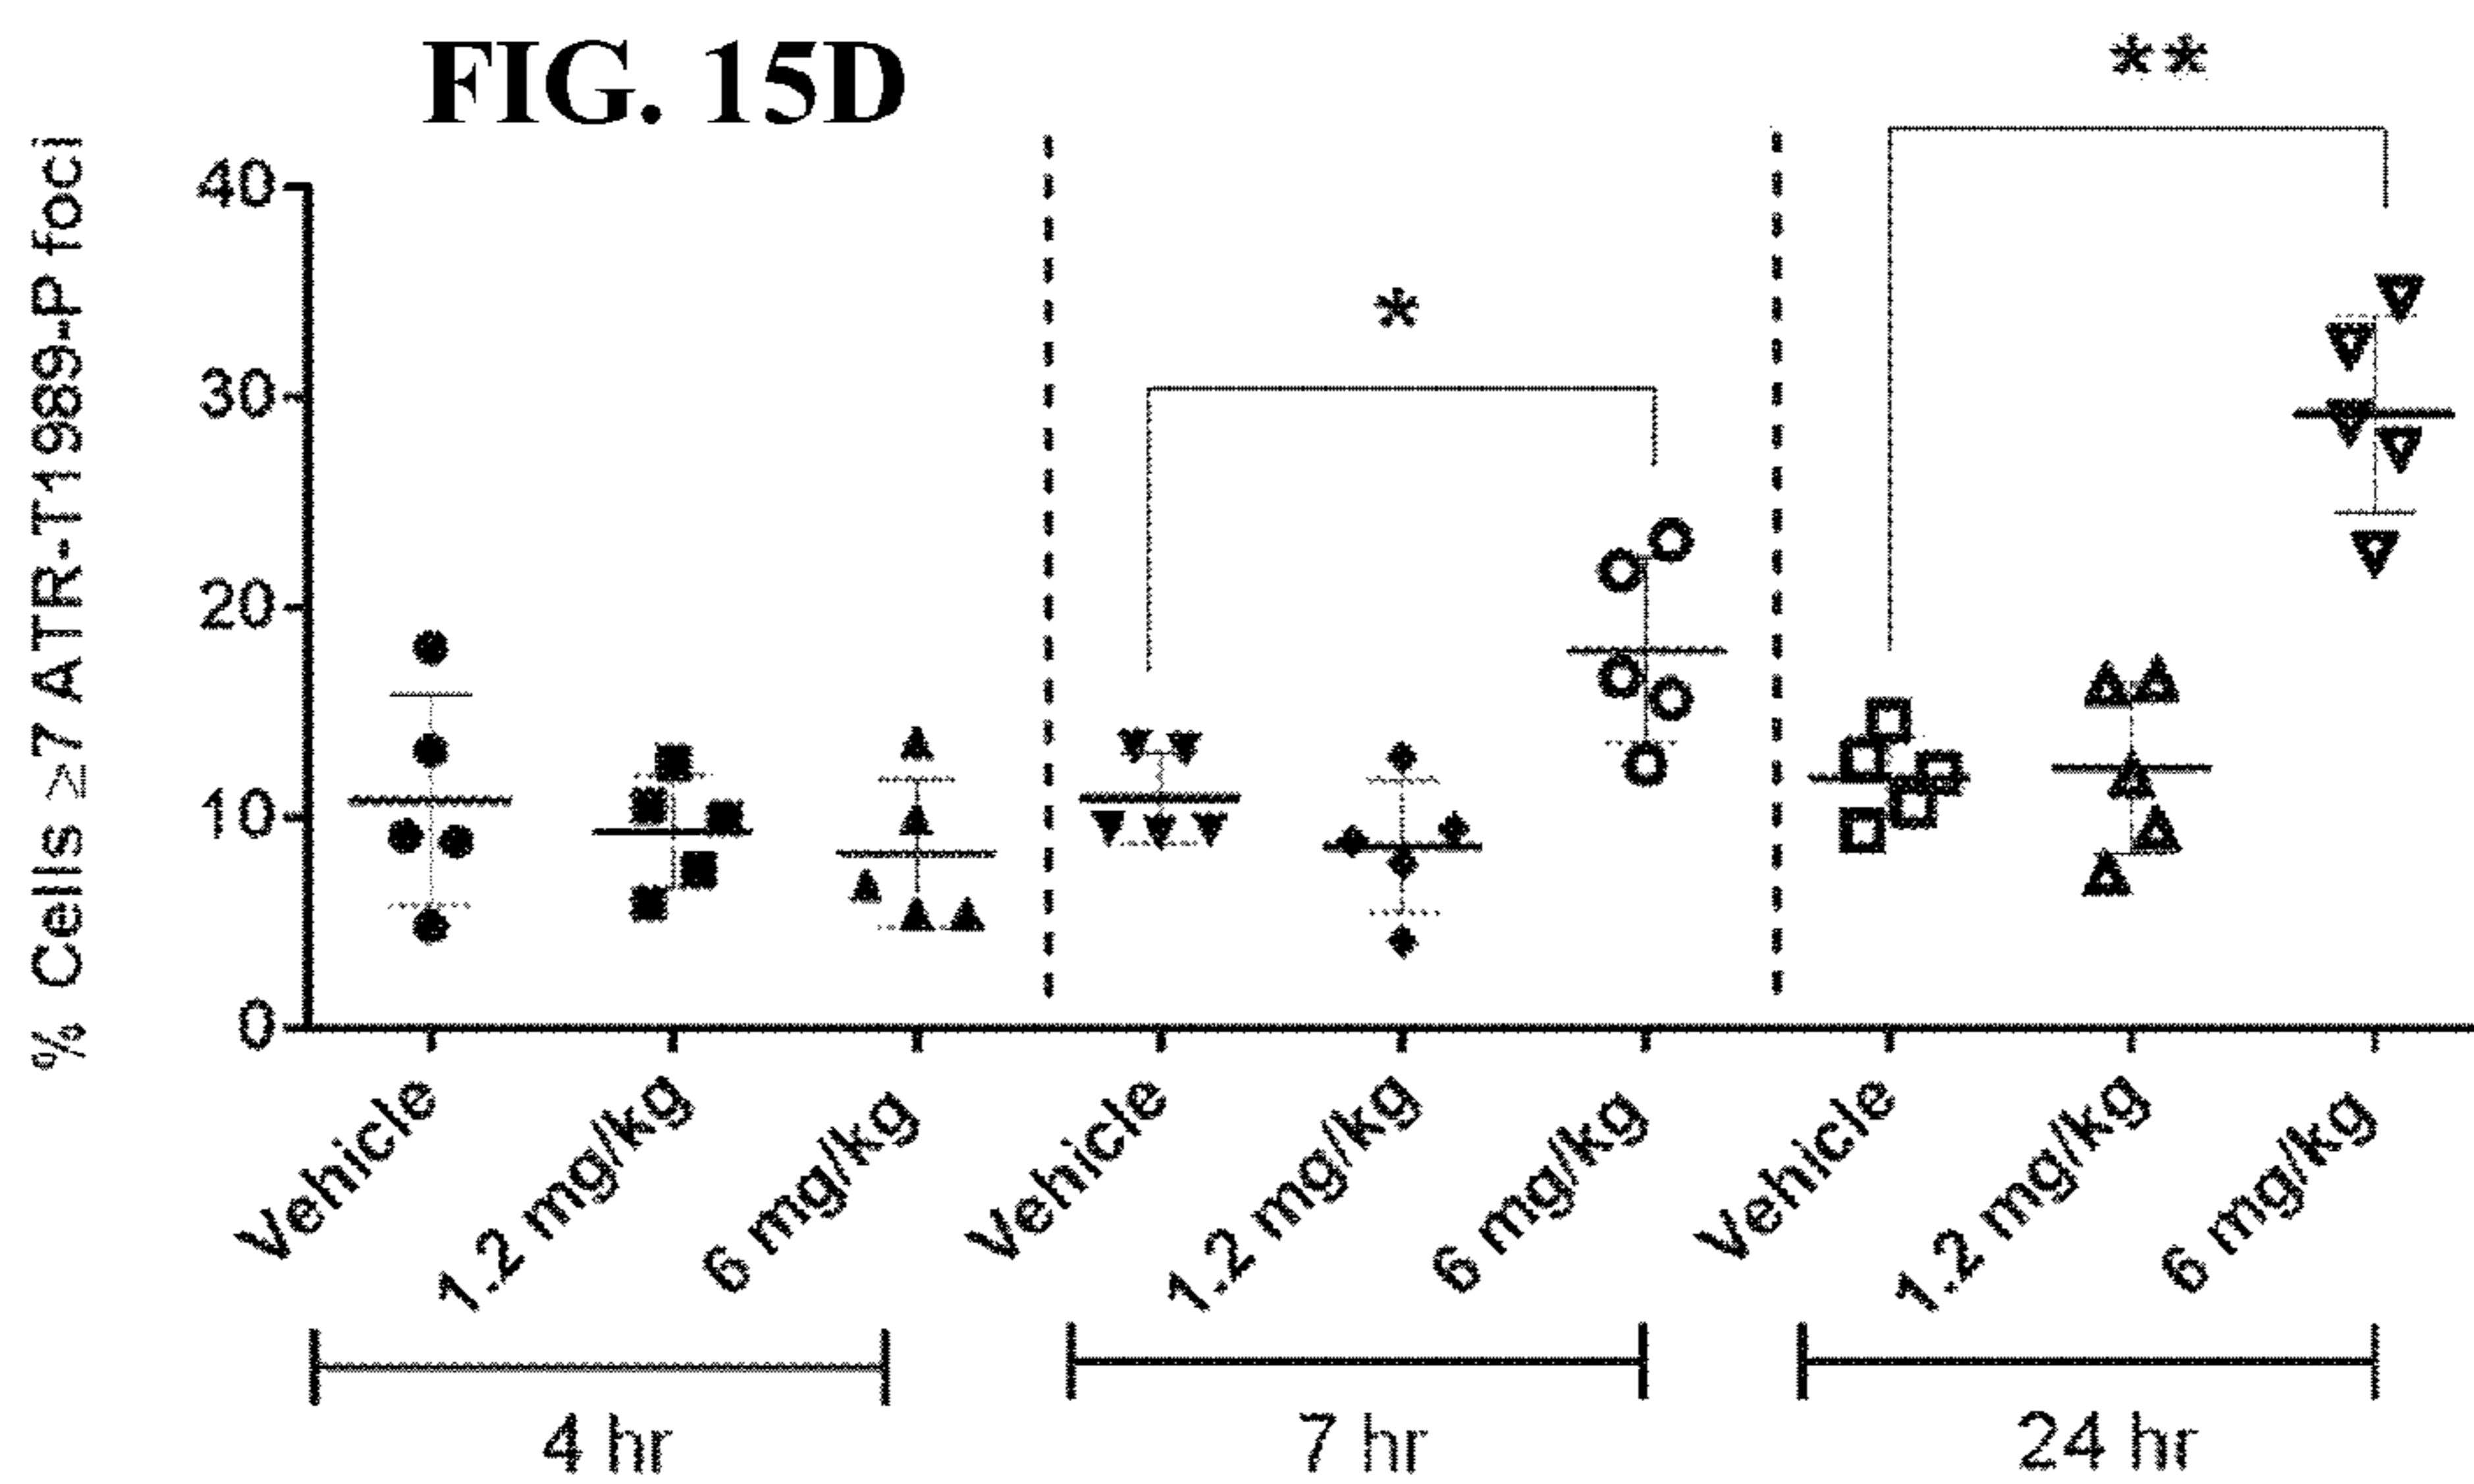 FIG. 15D
**
*
% Cells ≥7 ATR-T1989-P foci
40
30
20
10
0
Vehicle
1.2 mg/kg
6 mg/kg
Vehicle
1.2 mg/kg
6 mg/kg
Vehicle
1.2 mg/kg
6 mg/kg
4 hr
7 hr
24 hr